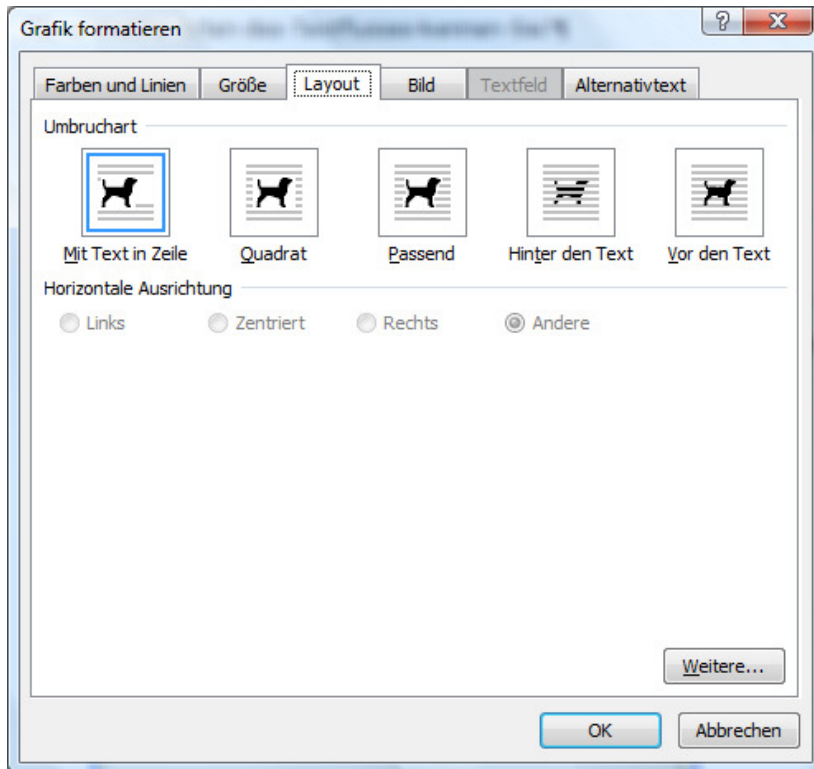 Grafik formatieren
Farben und Linien Größe Layout Bild Textfeld Alternativtext
Umbruchart
Mit Text in Zeile Quadrat Passend Hinter den Text Vor den Text
Horizontale Ausrichtung
Links Zentriert Rechts Andere
Weitere...
OK Abbrechen